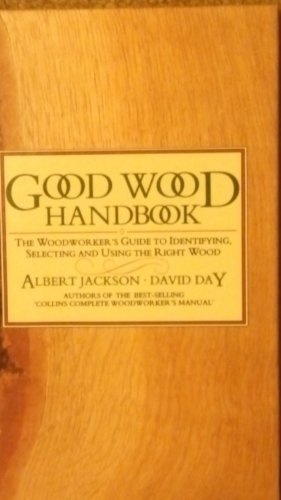 GOOD WOOD
HANDBOOK
THE WOODWORKER'S GUIDE TO IDENTIFYING,
SELECTING AND USING THE RIGHT WOOD
ALBERT JACKSON · DAVID DAY
AUTHORS OF THE BEST-SELLING
'COLLINS COMPLETE WOODWORKER'S MANUAL'